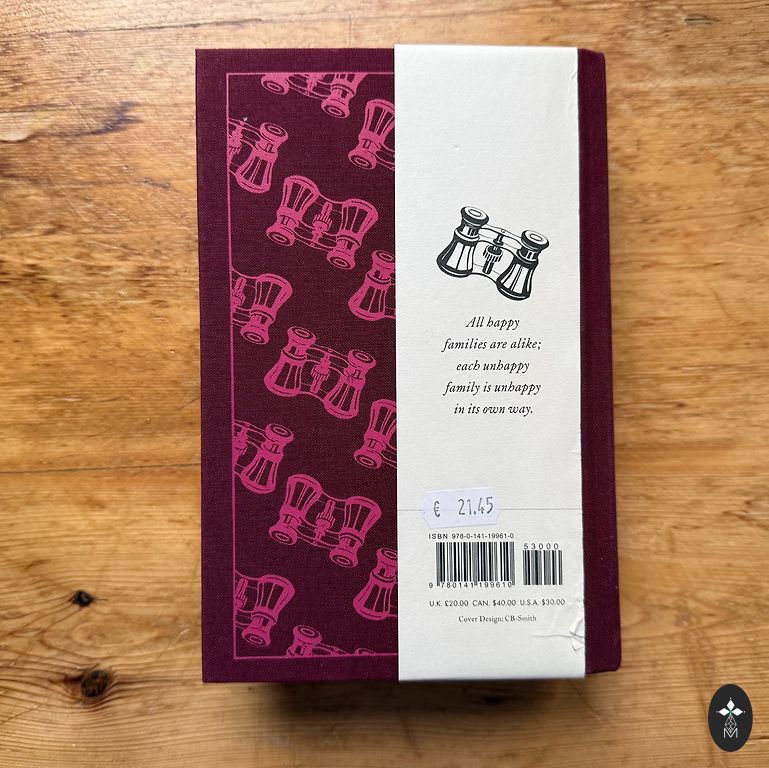 All happy
families are alike;
each unhappy
family is unhappy
in its own way.
€ 21.45
ISBN 978-0-141-19961-0
53000
9 780141 199610
U.K. £20.00 CAN. $40.00 U.S.A. $30.00
Cover Design: CB-Smith
M